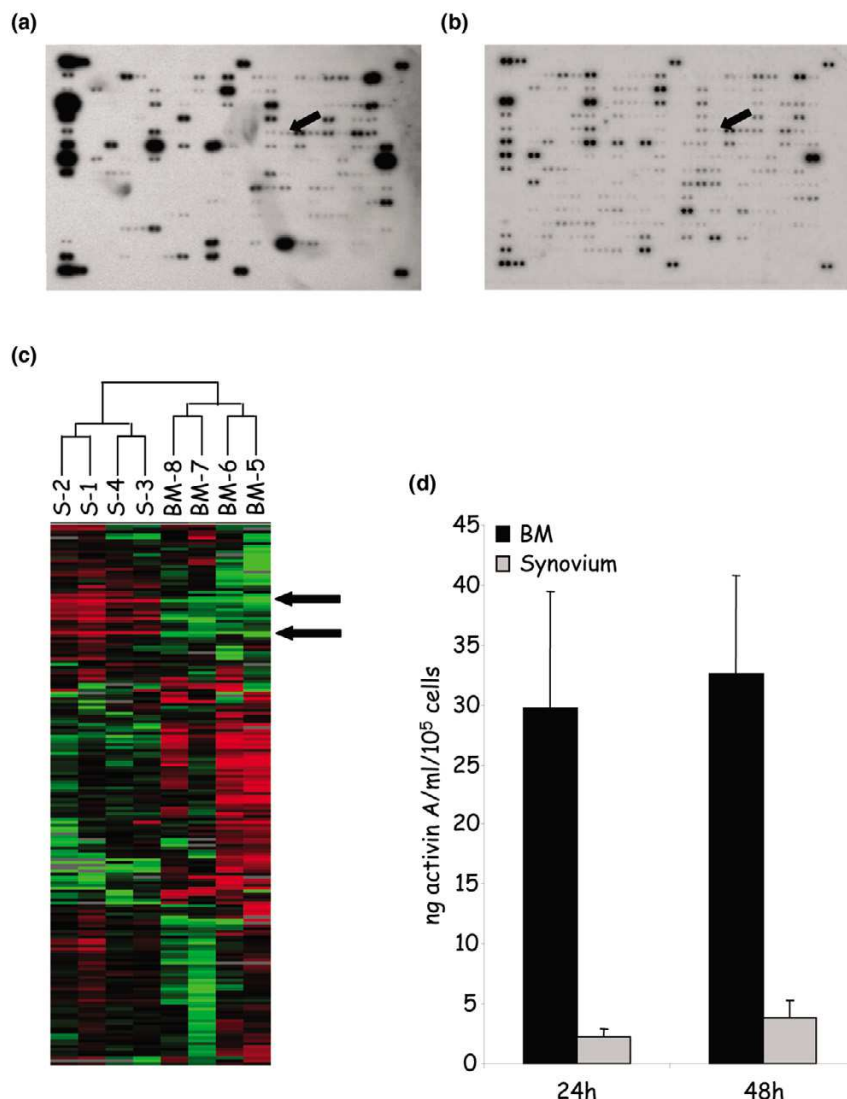 (a)
(b)
(c)
S-2
S-1
S-4
S-3
BM-8
BM-7
BM-6
BM-5
(d)
ng activin A/ml/10⁵ cells
45
40
35
30
25
20
15
10
5
0
BM
Synovium
24h
48h